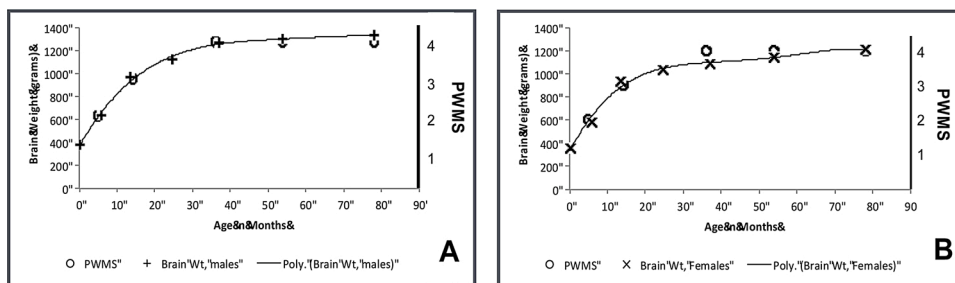 1400"
1200"
1000"
800"
600"
400"
200"
0"
Brain&Weight&(grams)&
4
3
2
1
PWMS
0" 10" 20" 30" 40" 50" 60" 70" 80" 90'
Age&n&Months&
PWMS" Brain'Wt,"males" Poly."(Brain'Wt,"males)"
A
1400"
1200"
1000"
800"
600"
400"
200"
0"
Brain&Weight&(grams)&
4
3
2
1
PWMS
0" 10" 20" 30" 40" 50" 60" 70" 80" 90
Age&n&Months&
PWMS" Brain'Wt,"Females" Poly."(Brain'Wt,"Females)"
B